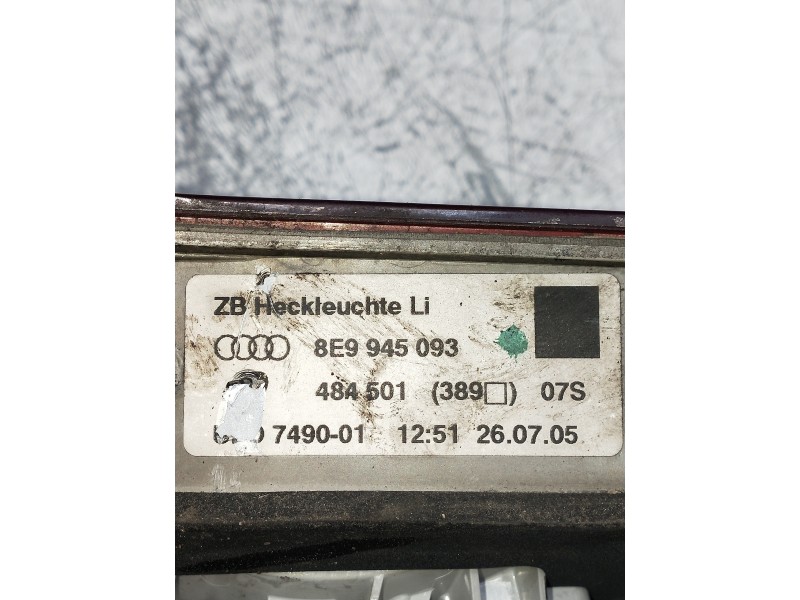 ZB Heckleuchte Li
8E9 945 093
484 501 (389□) 07S
7490-01 12:51 26.07.05